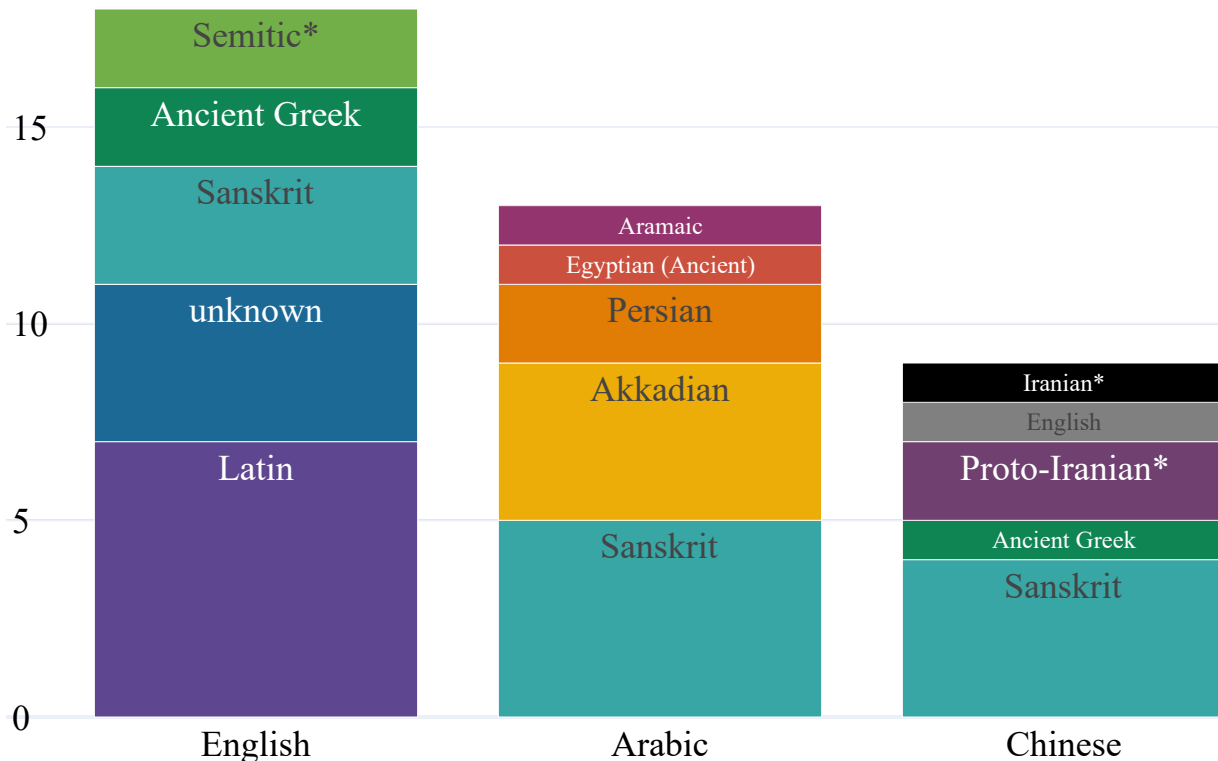 Semitic*
Ancient Greek
15
Sanskrit
Aramaic
Egyptian (Ancient)
unknown
Persian
10
Akkadian
Iranian*
English
Latin
Proto-Iranian*
5
Sanskrit
Ancient Greek
Sanskrit
0
English
Arabic
Chinese